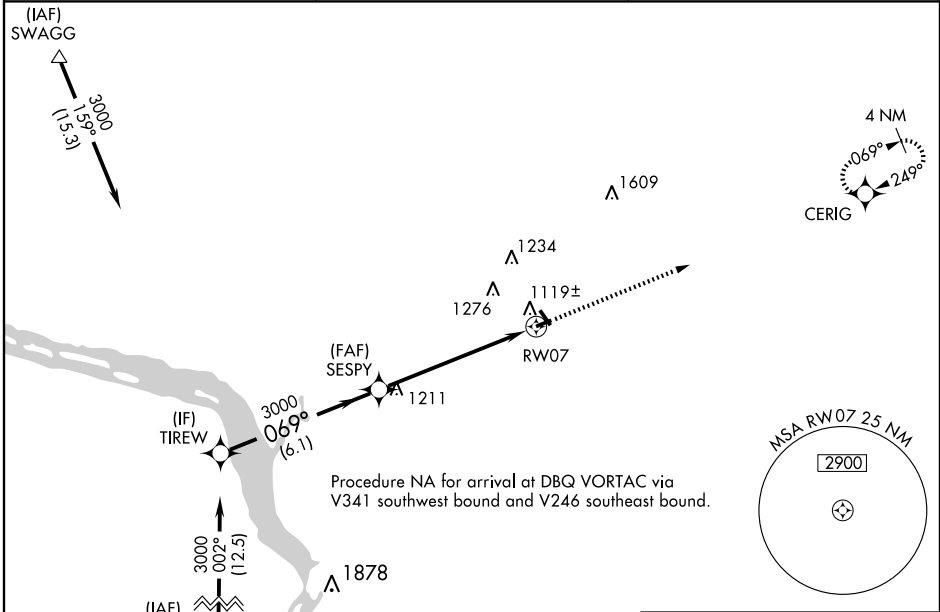 (IAF)
SWAGG
3000
159°
(15.3)
4 NM
069°
249°
CERIG
1609
1234
1276
1119±
RW07
(FAF)
SESPY
1211
3000
069°
(6.1)
(IF)
TIREW
MSA RW07 25 NM
2900
Procedure NA for arrival at DBQ VORTAC via
V341 southwest bound and V246 southeast bound.
3000
002°
(12.5)
1878
(IAF)